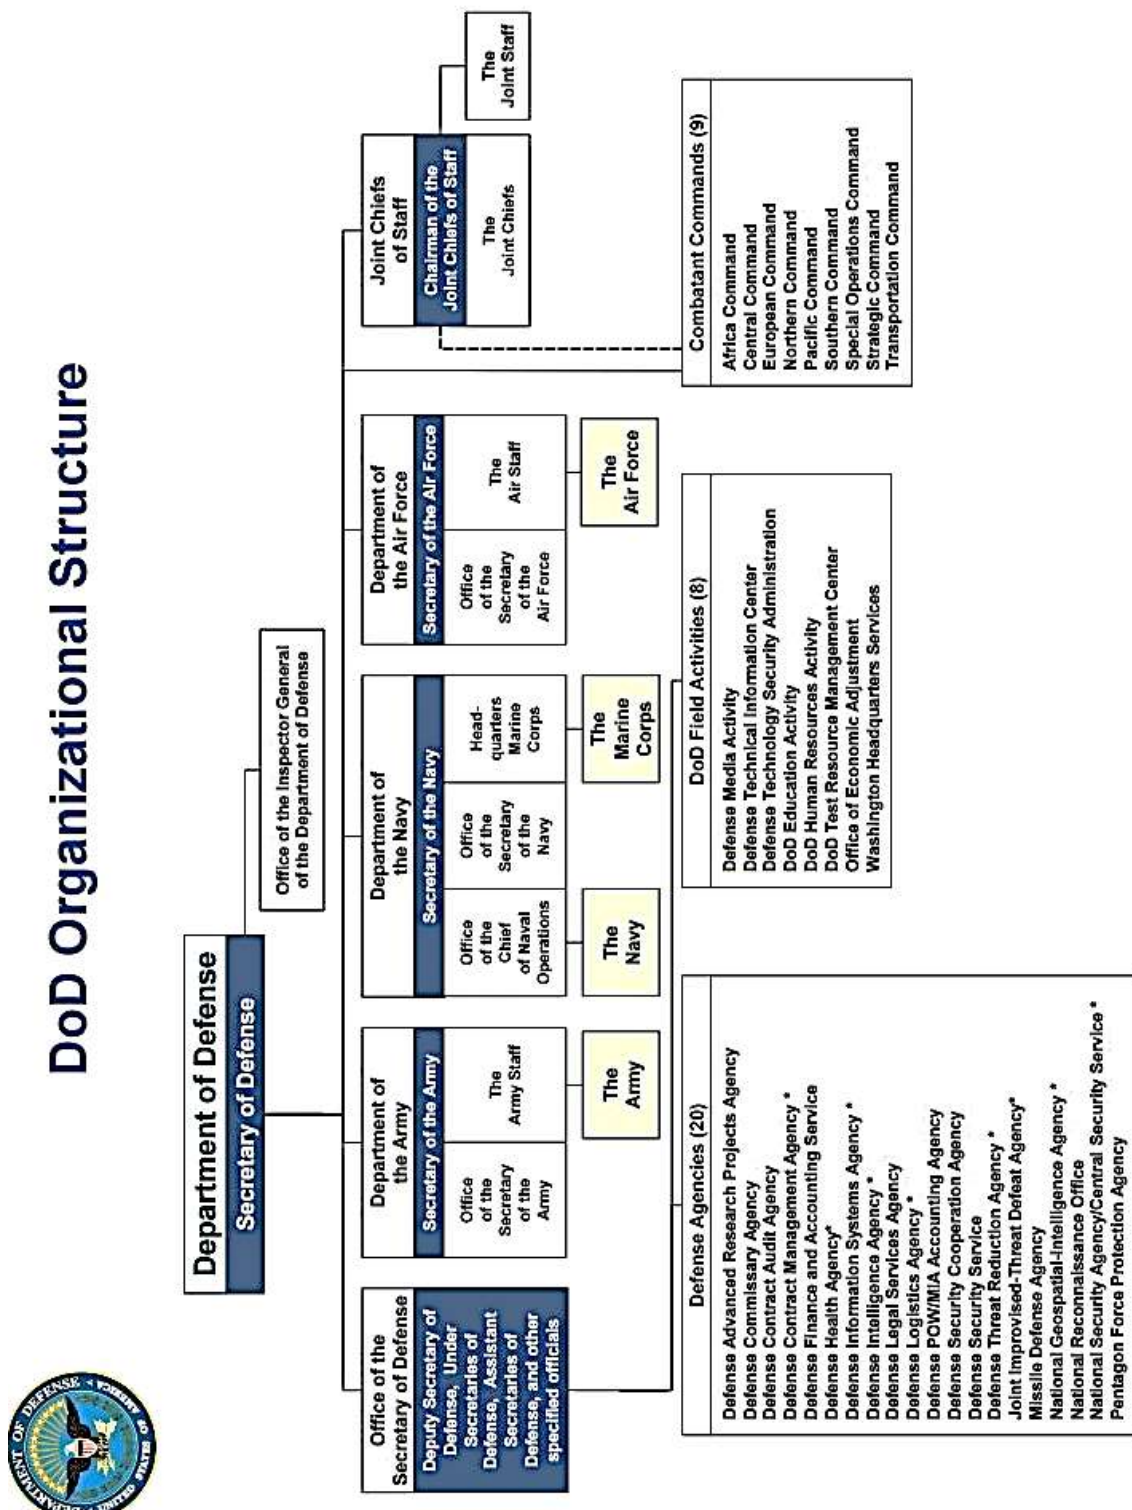 DoD Organizational Structure
DEPARTMENT OF DEFENSE
UNITED STATES OF AMERICA
Department of Defense
Secretary of Defense
Office of the Inspector General
of the Department of Defense
Office of the
Secretary of Defense
Deputy Secretary of
Defense, Under
Secretaries of
Defense, Assistant
Secretaries of
Defense, and other
specified officials
Department of
the Army
Secretary of the Army
Office
of the
Secretary
of the
Army
The
Army Staff
The
Army
Department of
the Navy
Secretary of the Navy
Office
of the
Chief
of Naval
Operations
Office
of the
Secretary
of the
Navy
Head-
quarters
Marine
Corps
The
Navy
The
Marine
Corps
Department of
the Air Force
Secretary of the Air Force
Office
of the
Secretary
of the
Air Force
The
Air Staff
The
Air Force
Joint Chiefs
of Staff
Chairman of the
Joint Chiefs of Staff
The
Joint Chiefs
The
Joint Staff
Defense Agencies (20)
Defense Advanced Research Projects Agency
Defense Commissary Agency
Defense Contract Audit Agency
Defense Contract Management Agency *
Defense Finance and Accounting Service
Defense Health Agency*
Defense Information Systems Agency *
Defense Intelligence Agency *
Defense Legal Services Agency
Defense Logistics Agency *
Defense POW/MIA Accounting Agency
Defense Security Cooperation Agency
Defense Security Service
Defense Threat Reduction Agency *
Joint Improvised-Threat Defeat Agency*
Missile Defense Agency
National Geospatial-Intelligence Agency *
National Reconnaissance Office
National Security Agency/Central Security Service *
Pentagon Force Protection Agency
DoD Field Activities (8)
Defense Media Activity
Defense Technical Information Center
Defense Technology Security Administration
DoD Education Activity
DoD Human Resources Activity
DoD Test Resource Management Center
Office of Economic Adjustment
Washington Headquarters Services
Combatant Commands (9)
Africa Command
Central Command
European Command
Northern Command
Pacific Command
Southern Command
Special Operations Command
Strategic Command
Transportation Command